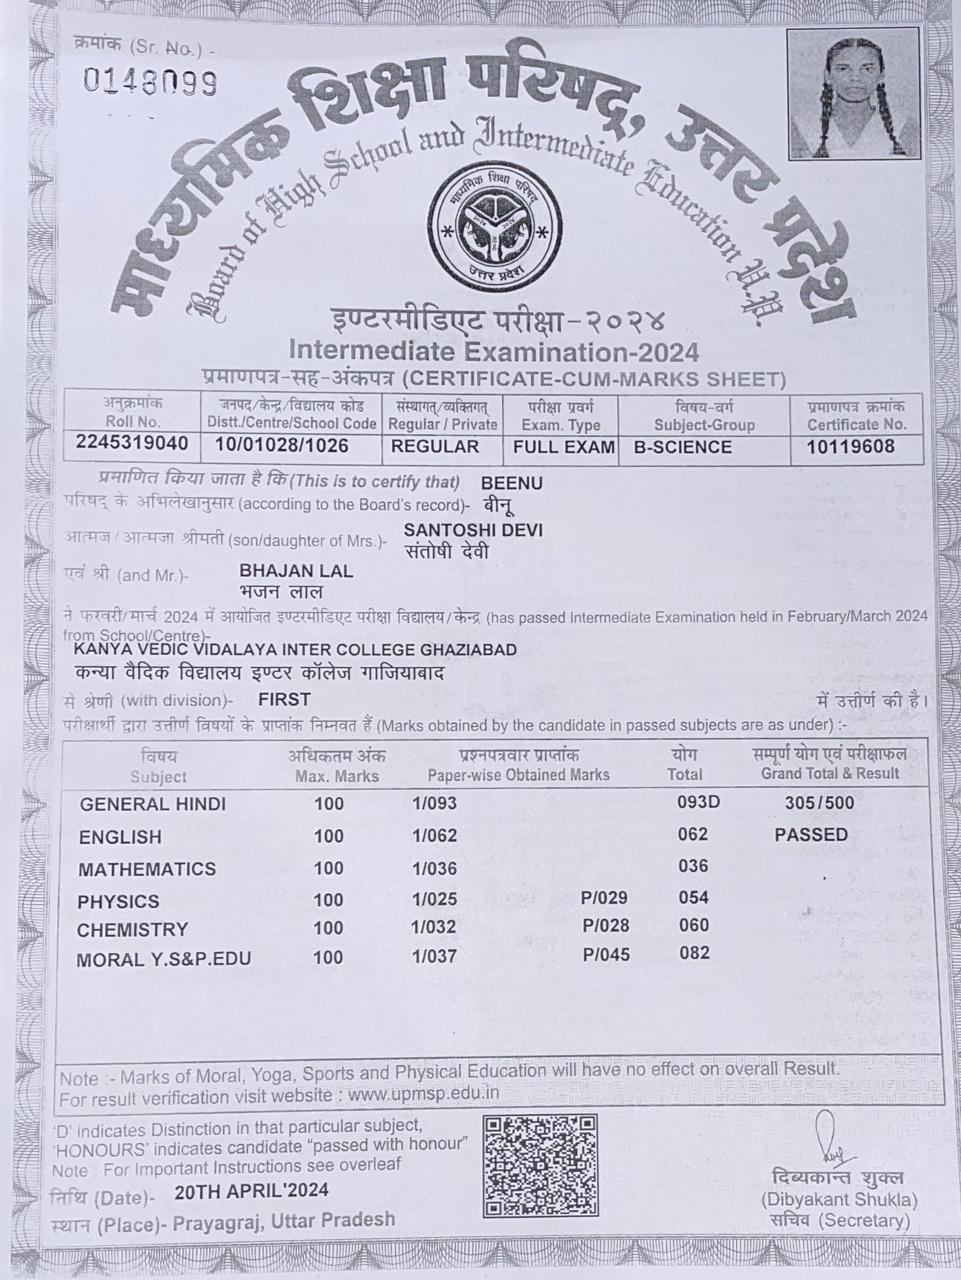 क्रमांक (Sr. No.) -
0148099
माध्यमिक शिक्षा परिषद्, उत्तर प्रदेश
Board of High School and Intermediate Education U.P.
माध्यमिक शिक्षा परिषद्
उत्तर प्रदेश
इण्टरमीडिएट परीक्षा-२०२४
Intermediate Examination-2024
प्रमाणपत्र-सह-अंकपत्र (CERTIFICATE-CUM-MARKS SHEET)
अनुक्रमांक जनपद/केन्द्र/विद्यालय कोड संस्थागत/व्यक्तिगत परीक्षा प्रवर्ग विषय-वर्ग प्रमाणपत्र क्रमांक
Roll No. Distt./Centre/School Code Regular / Private Exam. Type Subject-Group Certificate No.
2245319040 10/01028/1026 REGULAR FULL EXAM B-SCIENCE 10119608
प्रमाणित किया जाता है कि (This is to certify that) BEENU
परिषद् के अभिलेखानुसार (according to the Board's record)- बीनू
SANTOSHI DEVI
आत्मज/आत्मजा श्रीमती (son/daughter of Mrs.)- संतोषी देवी
एवं श्री (and Mr.)- BHAJAN LAL
भजन लाल
ने फरवरी/मार्च 2024 में आयोजित इण्टरमीडिएट परीक्षा विद्यालय/केन्द्र (has passed Intermediate Examination held in February/March 2024
from School/Centre)-
KANYA VEDIC VIDALAYA INTER COLLEGE GHAZIABAD
कन्या वैदिक विद्यालय इण्टर कॉलेज गाजियाबाद
से श्रेणी (with division)- FIRST में उत्तीर्ण की है।
परीक्षार्थी द्वारा उत्तीर्ण विषयों के प्राप्तांक निम्नवत हैं (Marks obtained by the candidate in passed subjects are as under) :-
विषय अधिकतम अंक प्रश्नपत्रवार प्राप्तांक योग सम्पूर्ण योग एवं परीक्षाफल
Subject Max. Marks Paper-wise Obtained Marks Total Grand Total & Result
GENERAL HINDI 100 1/093 093D 305/500
ENGLISH 100 1/062 062 PASSED
MATHEMATICS 100 1/036 036
PHYSICS 100 1/025 P/029 054
CHEMISTRY 100 1/032 P/028 060
MORAL Y.S&P.EDU 100 1/037 P/045 082
Note :- Marks of Moral, Yoga, Sports and Physical Education will have no effect on overall Result.
For result verification visit website : www.upmsp.edu.in
'D' indicates Distinction in that particular subject,
'HONOURS' indicates candidate "passed with honour"
Note : For Important Instructions see overleaf
तिथि (Date)- 20TH APRIL'2024
स्थान (Place)- Prayagraj, Uttar Pradesh
दिव्यकान्त शुक्ल
(Dibyakant Shukla)
सचिव (Secretary)